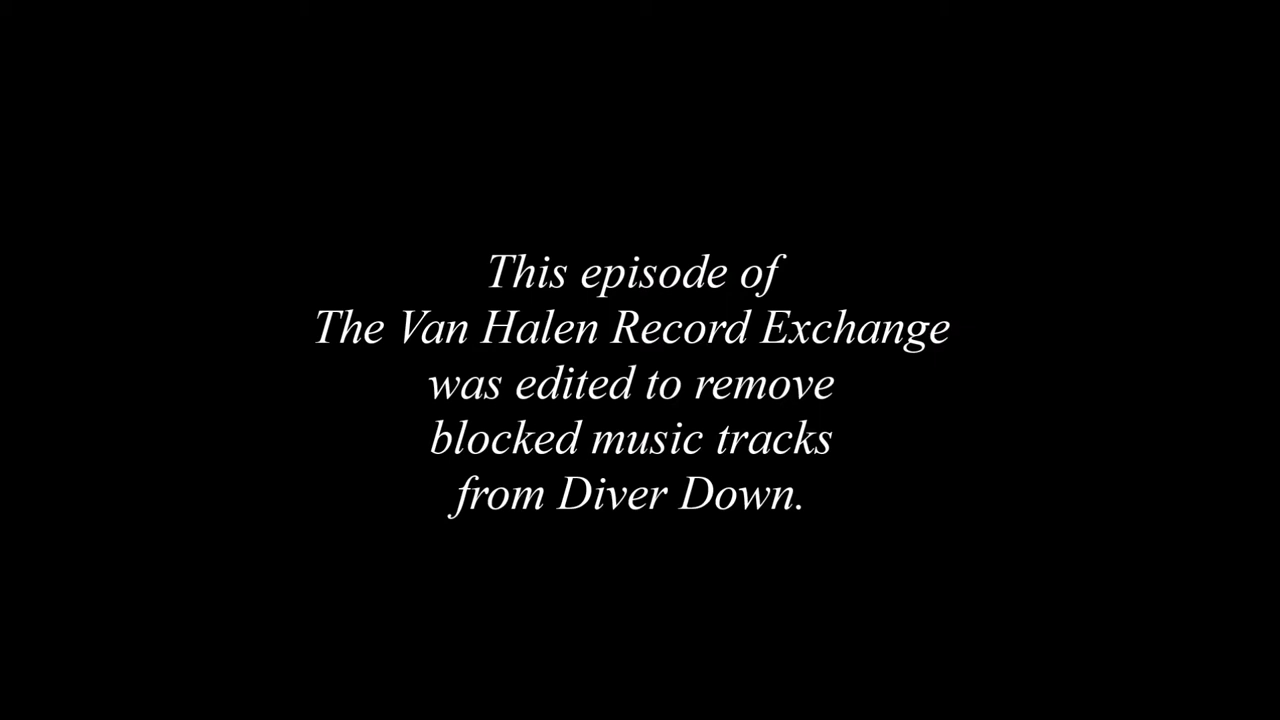 This episode of
The Van Halen Record Exchange
was edited to remove
blocked music tracks
from Diver Down.